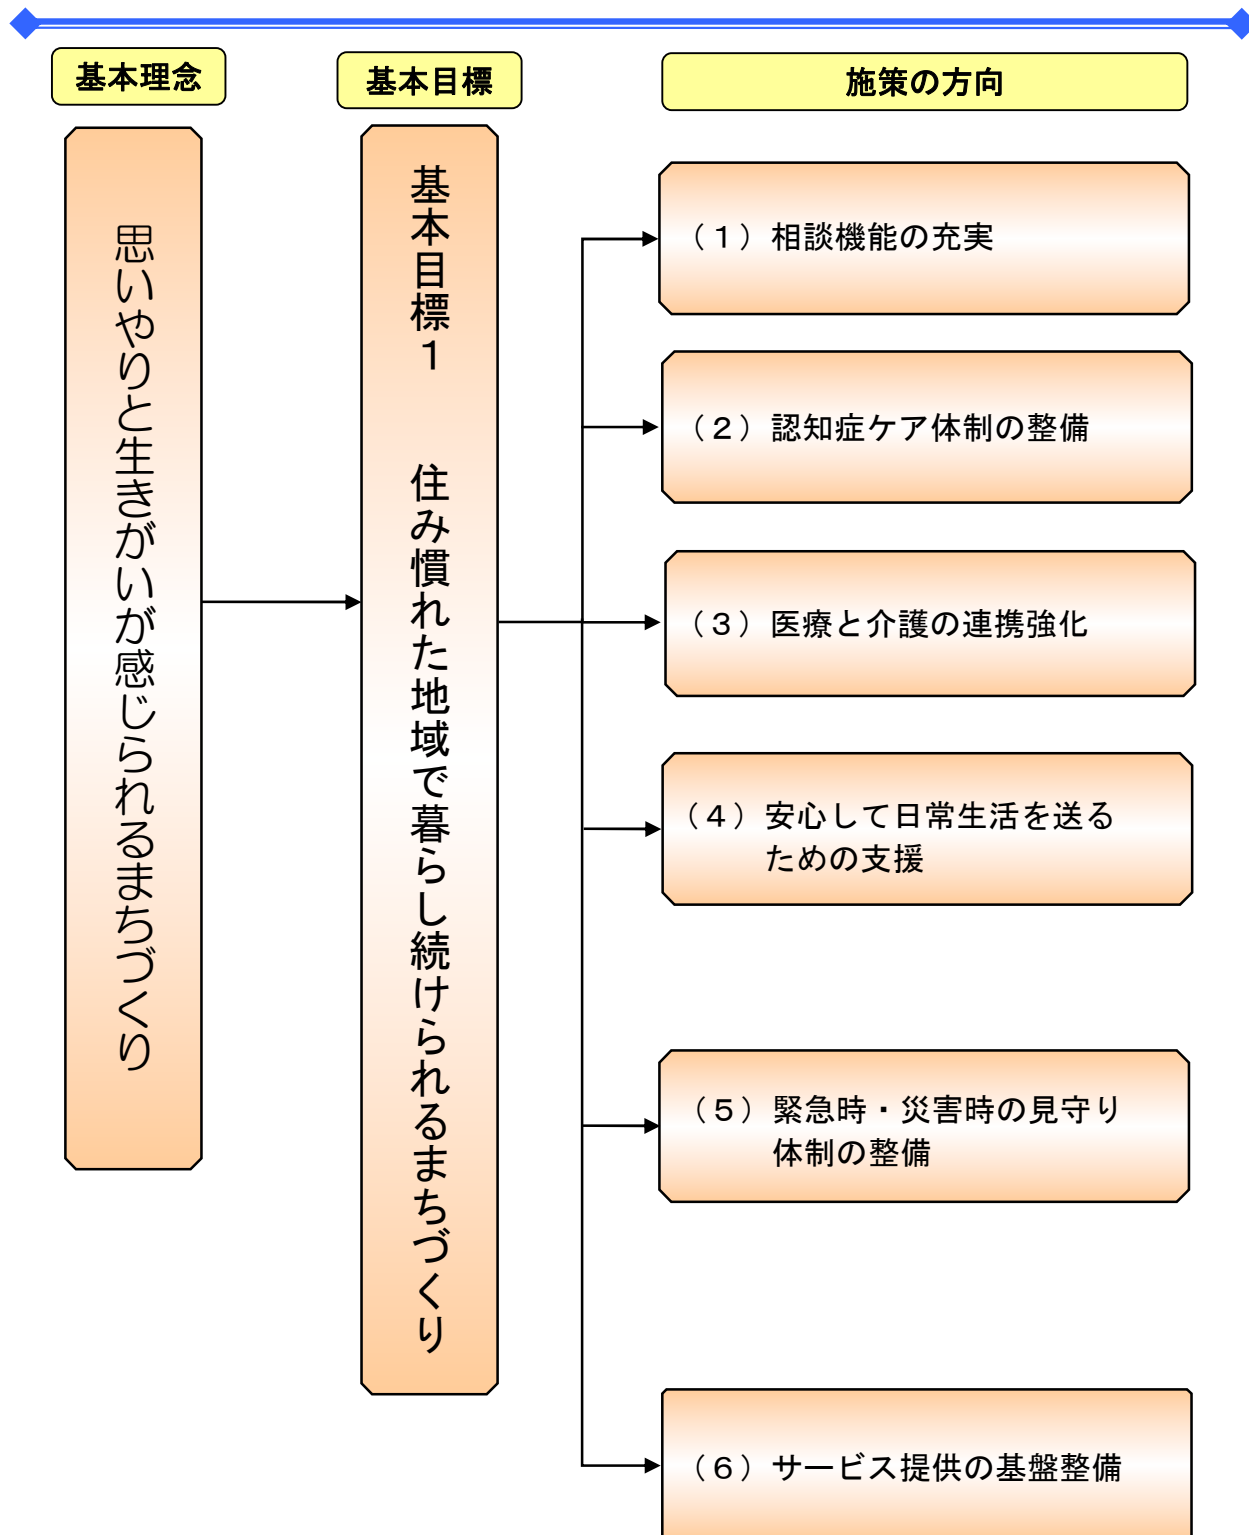 基本理念
基本目標
施策の方向
思いやりと生きがいが感じられるまちづくり
基本目標１　住み慣れた地域で暮らし続けられるまちづくり
（１）相談機能の充実
（２）認知症ケア体制の整備
（３）医療と介護の連携強化
（４）安心して日常生活を送る
ための支援
（５）緊急時・災害時の見守り
体制の整備
（６）サービス提供の基盤整備